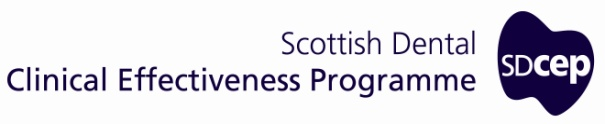 Scottish Dental
Clinical Effectiveness Programme
SDcep